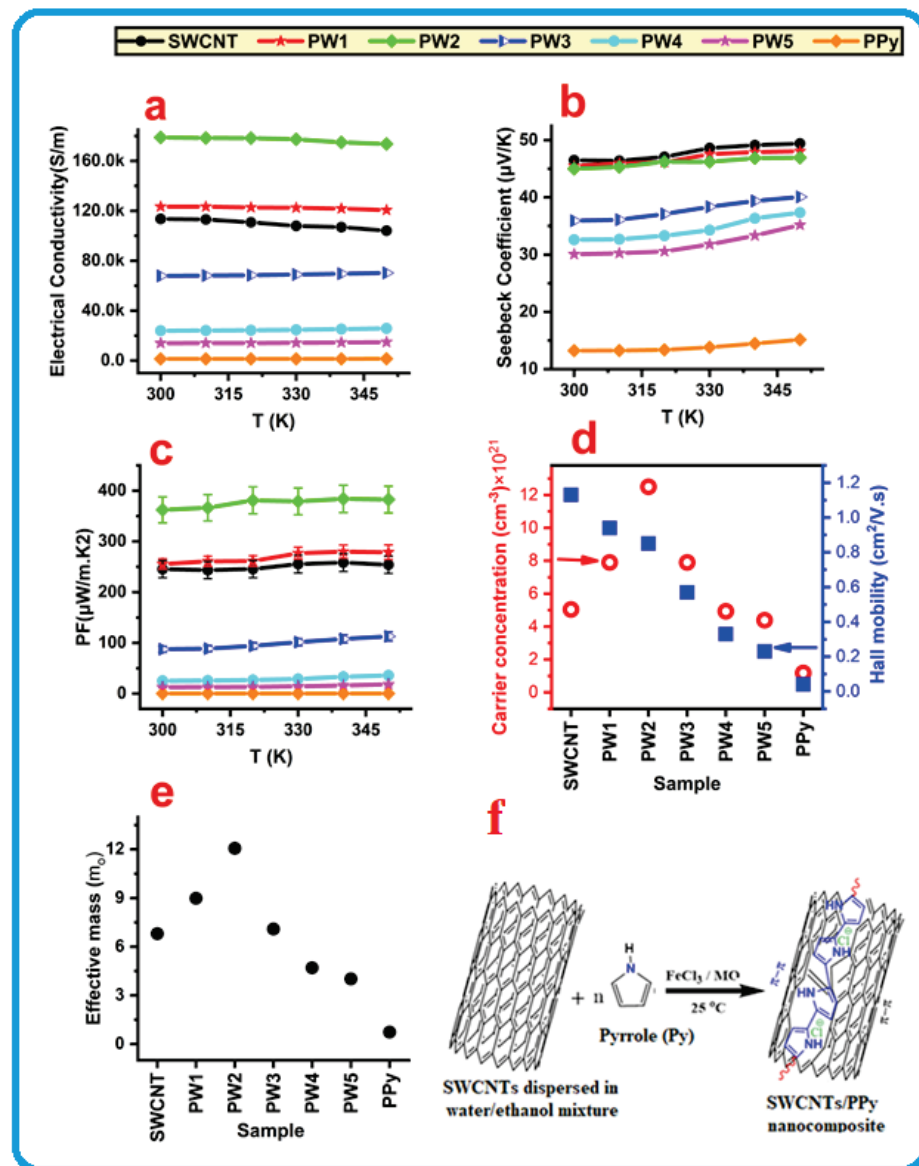 SWCNT PW1 PW2 PW3 PW4 PW5 PPy
a
Electrical Conductivity(S/m)
160.0k
120.0k
80.0k
40.0k
0.0
300 315 330 345
T (K)
b
Seebeck Coefficient (µV/K)
50
40
30
20
10
300 315 330 345
T (K)
c
PF(µW/m.K2)
400
300
200
100
0
300 315 330 345
T (K)
d
Carrier concentration (cm⁻³)×10²¹
12
10
8
6
4
2
0
1.2
1.0
0.8
0.6
0.4
0.2
0.0
Hall mobility (cm²/V.s)
SWCNT PW1 PW2 PW3 PW4 PW5 PPy
Sample
e
Effective mass (mₒ)
12
9
6
3
0
SWCNT PW1 PW2 PW3 PW4 PW5 PPy
Sample
f
SWCNTs dispersed in
water/ethanol mixture
+ n
H
N
Pyrrole (Py)
FeCl₃ / MO
25 °C
HN
Cl⊕
NH
HN
Cl⊕
NH
π-π
π-π
SWCNTs/PPy
nanocomposite